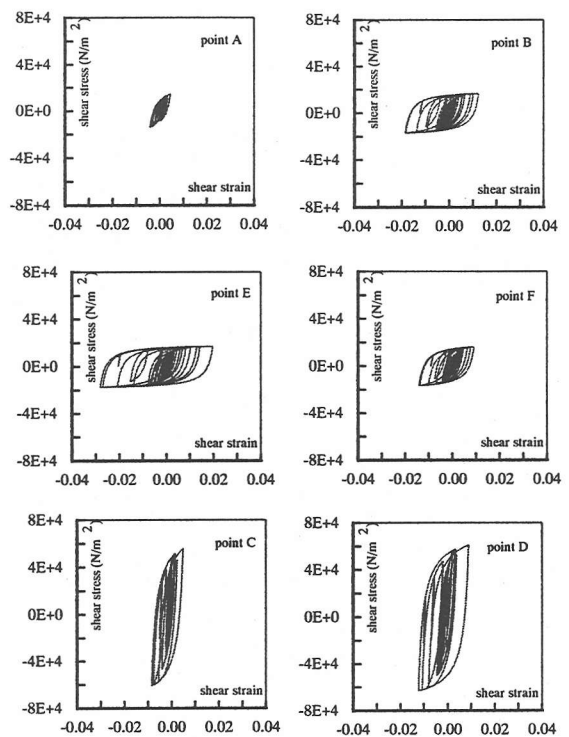 8E+4
4E+4
0E+0
-4E+4
-8E+4
shear stress (N/m
2
)
point A
shear strain
-0.04 -0.02 0.00 0.02 0.04
8E+4
4E+4
0E+0
-4E+4
-8E+4
shear stress (N/m
2
)
point B
shear strain
-0.04 -0.02 0.00 0.02 0.04
8E+4
4E+4
0E+0
-4E+4
-8E+4
shear stress (N/m
2
)
point E
shear strain
-0.04 -0.02 0.00 0.02 0.04
8E+4
4E+4
0E+0
-4E+4
-8E+4
shear stress (N/m
2
)
point F
shear strain
-0.04 -0.02 0.00 0.02 0.04
8E+4
4E+4
0E+0
-4E+4
-8E+4
shear stress (N/m
2
)
point C
shear strain
-0.04 -0.02 0.00 0.02 0.04
8E+4
4E+4
0E+0
-4E+4
-8E+4
shear stress (N/m
2
)
point D
shear strain
-0.04 -0.02 0.00 0.02 0.04